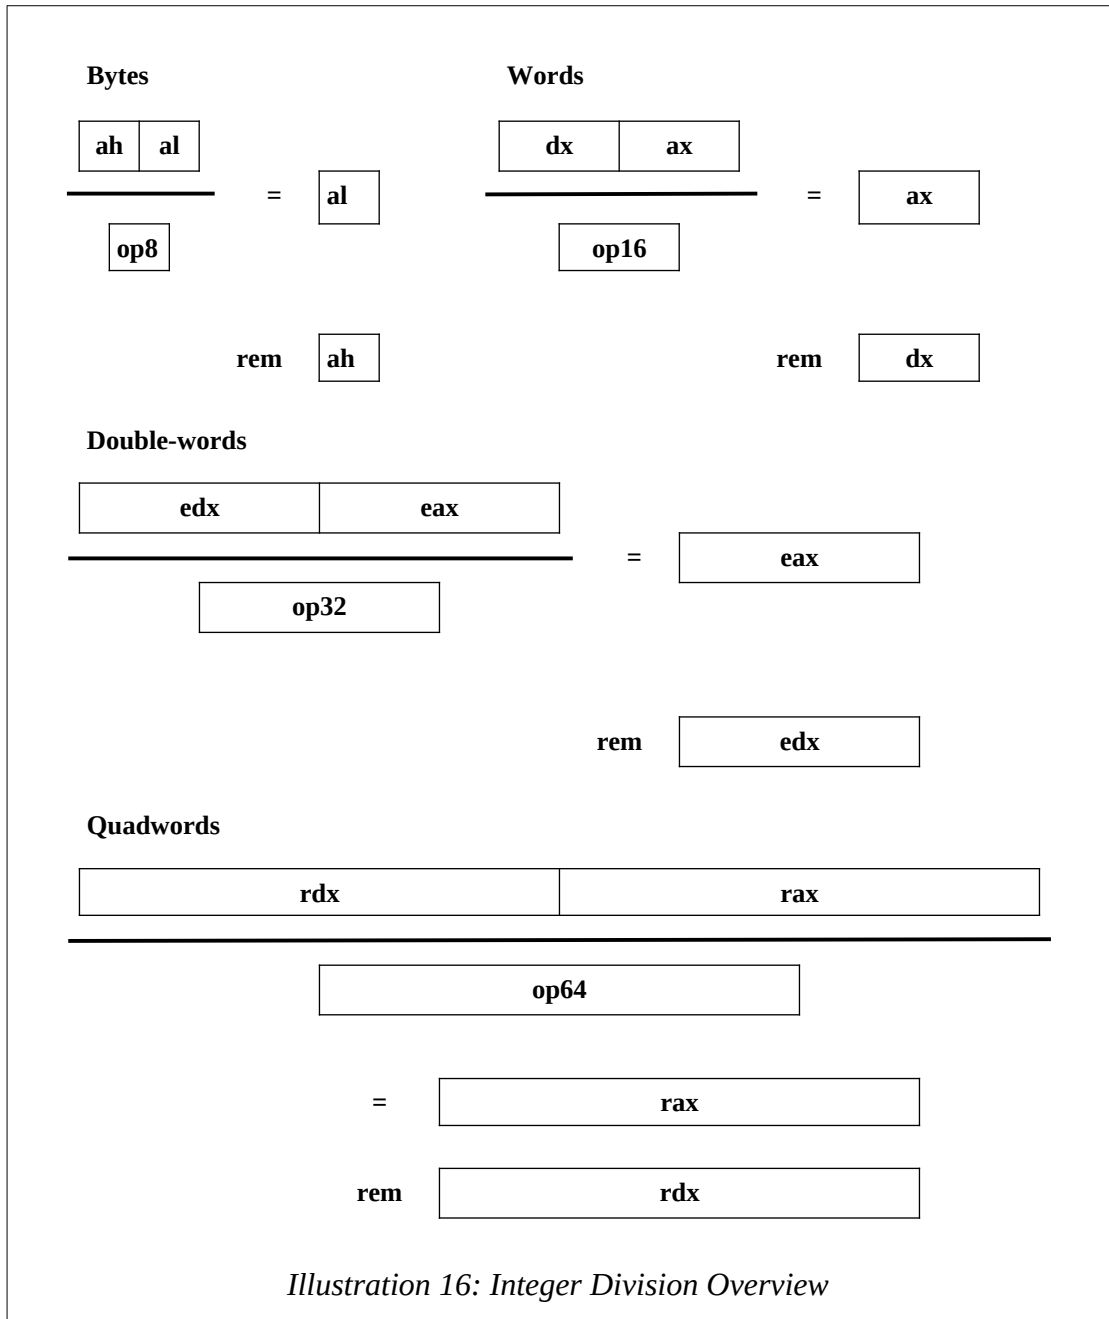 Bytes
Words
ah al
dx ax
= al
= ax
op8
op16
rem ah
rem dx
Double-words
edx eax
= eax
op32
rem edx
Quadwords
rdx rax
op64
= rax
rem rdx
Illustration 16: Integer Division Overview